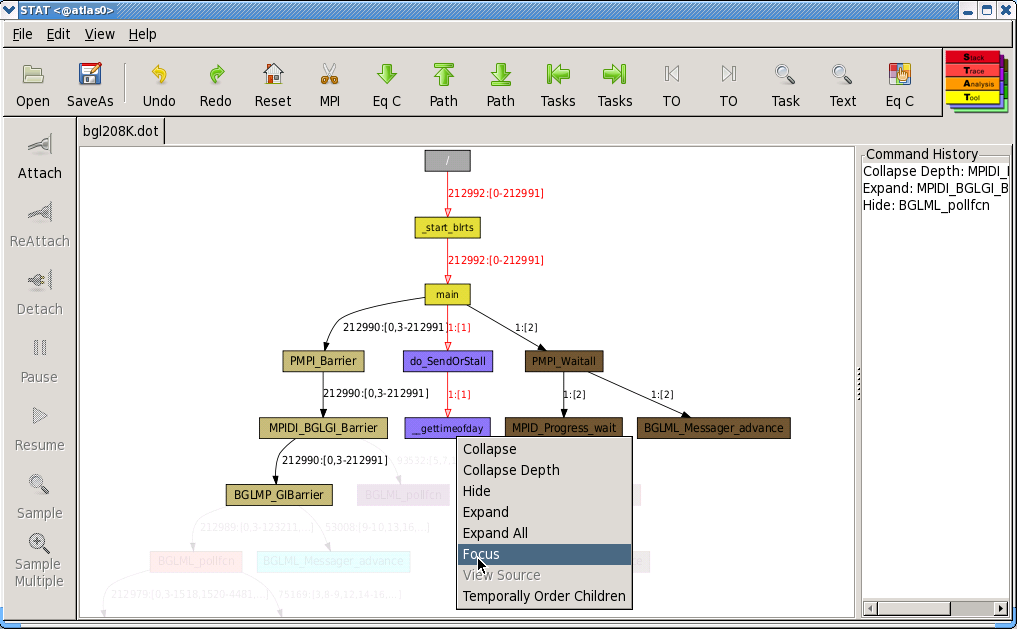 STAT <@atlas0>
File Edit View Help
Open SaveAs Undo Redo Reset MPI Eq C Path Path Tasks Tasks TO TO Task Text Eq C
Stack
Trace
Analysis
Tool
Attach
ReAttach
Detach
Pause
Resume
Sample
Sample
Multiple
bgl208K.dot
/
212992:[0-212991]
_start_blrts
212992:[0-212991]
main
212990:[0,3-212991] 1:[1] 1:[2]
PMPI_Barrier do_SendOrStall PMPI_Waitall
212990:[0,3-212991] 1:[1] 1:[2] 1:[2]
MPIDI_BGLGI_Barrier __gettimeofday MPID_Progress_wait BGLML_Messager_advance
212990:[0,3-212991]
BGLMP_GIBarrier BGLML_pollfcn
212989:[0,3-123211,...] 53008:[9-10,13,16,...]
BGLML_pollfcn BGLML_Messager_advance
212979:[0,3-1518,1520-4481,...] 75169:[3,8-9,12,14-16,...]
Collapse
Collapse Depth
Hide
Expand
Expand All
Focus
View Source
Temporally Order Children
Command History
Collapse Depth: MPIDI_
Expand: MPIDI_BGLGI_B
Hide: BGLML_pollfcn